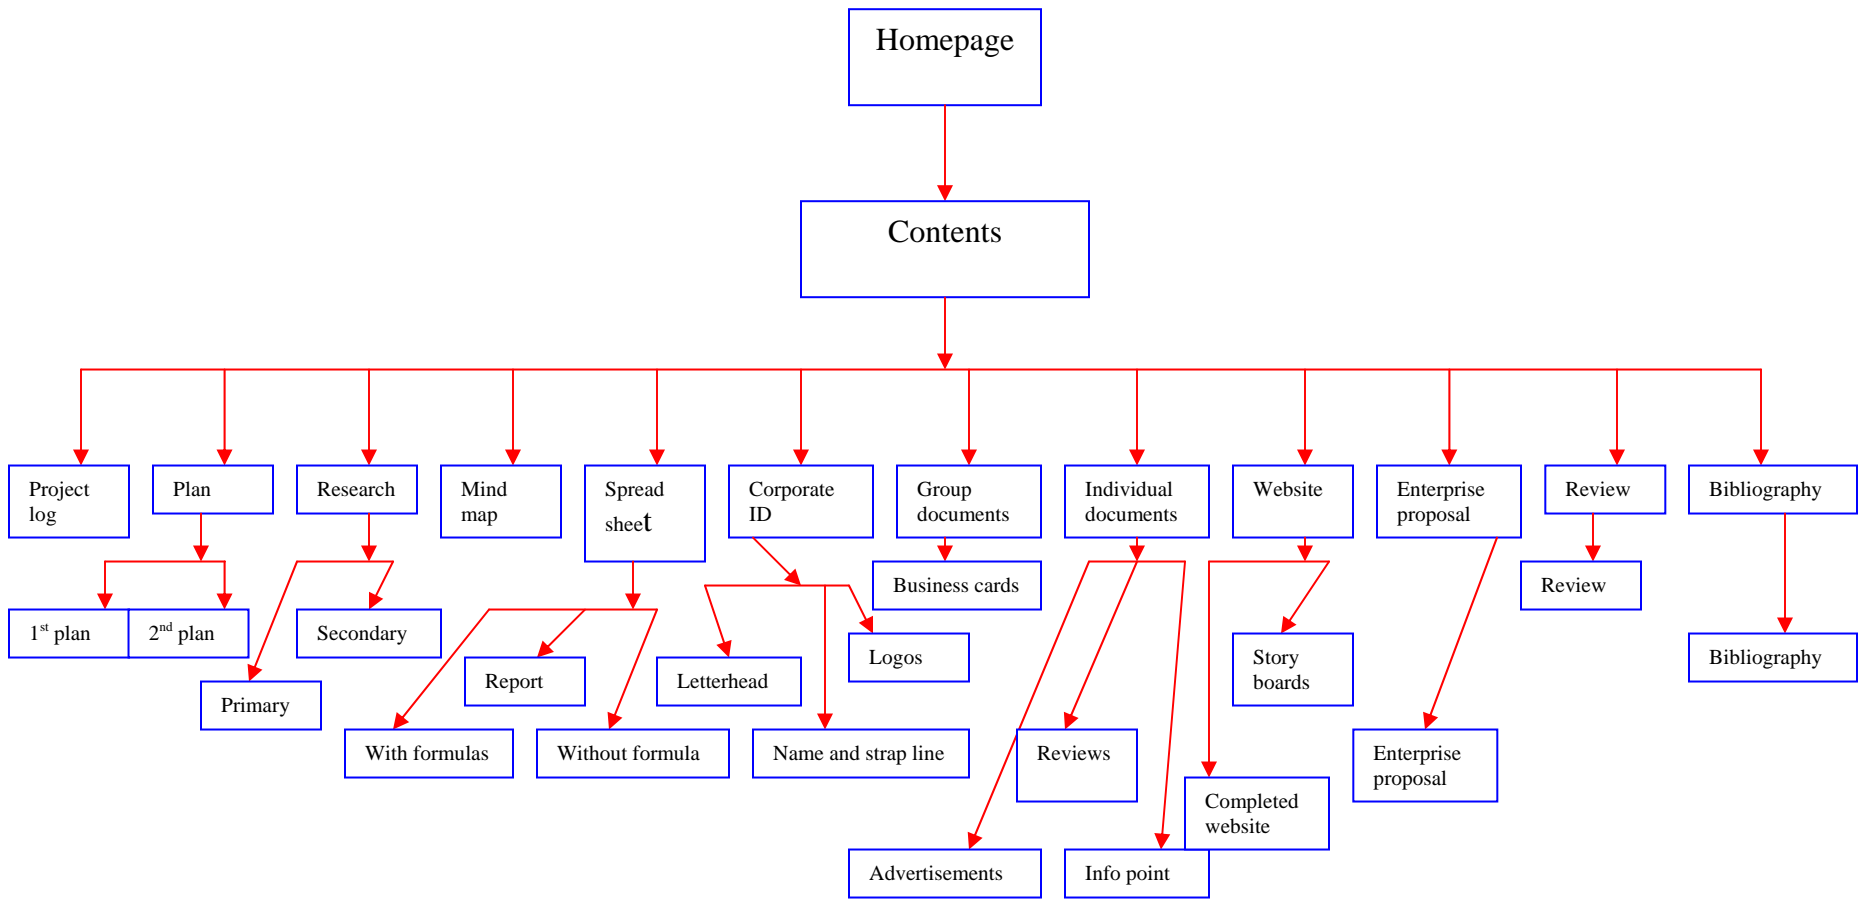 Homepage
Contents
Project
log
Plan
Research
Mind
map
Spread
sheet
Corporate
ID
Group
documents
Individual
documents
Website
Enterprise
proposal
Review
Bibliography
1st plan
2nd plan
Primary
Secondary
With formulas
Report
Without formula
Letterhead
Name and strap line
Logos
Business cards
Advertisements
Reviews
Info point
Completed
website
Story
boards
Enterprise
proposal
Review
Bibliography